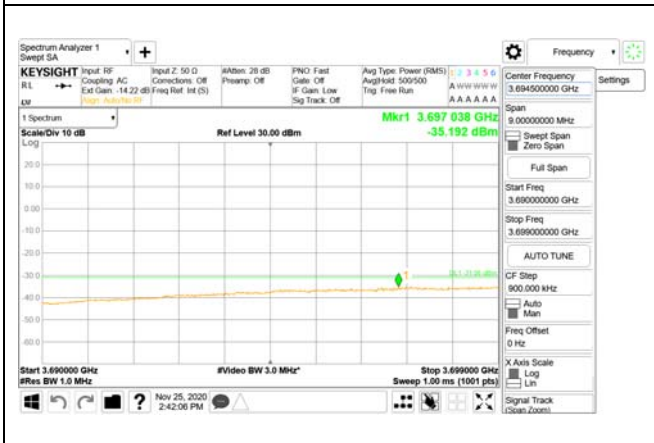 Spectrum Analyzer 1
Swept SA
+
Frequency
KEYSIGHT
RL
Input: RF
Coupling: AC
Ext Gain: -14.22 dB
Align: Auto/No RF
Input Z: 50 Ω
Corrections: Off
Freq Ref: Int (S)
#Atten: 28 dB
Preamp: Off
PNO: Fast
Gate: Off
IF Gain: Low
Sig Track: Off
Avg Type: Power (RMS)
Avg|Hold: 500/500
Trig: Free Run
1 2 3 4 5 6
A W W W W W
A A A A A A
1 Spectrum
Scale/Div 10 dB
Ref Level 30.00 dBm
Mkr1 3.697 038 GHz
-35.192 dBm
Log
20.0
10.0
0.00
-10.0
-20.0
-30.0
-40.0
-50.0
-60.0
1
Start 3.690000 GHz
#Video BW 3.0 MHz*
Stop 3.699000 GHz
#Res BW 1.0 MHz
Sweep 1.00 ms (1001 pts)
?
Nov 25, 2020
2:42:06 PM
Center Frequency
3.694500000 GHz
Settings
Span
9.00000000 MHz
Swept Span
Zero Span
Full Span
Start Freq
3.690000000 GHz
Stop Freq
3.699000000 GHz
AUTO TUNE
CF Step
900.000 kHz
Auto
Man
Freq Offset
0 Hz
X Axis Scale
Log
Lin
Signal Track
(Span Zoom)